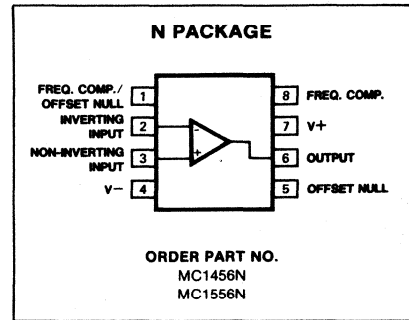 N PACKAGE
FREQ. COMP./
OFFSET NULL
1
8
FREQ. COMP.
INVERTING
INPUT
2
-
7
V+
NON-INVERTING
INPUT
3
+
6
OUTPUT
V−
4
5
OFFSET NULL
ORDER PART NO.
MC1456N
MC1556N